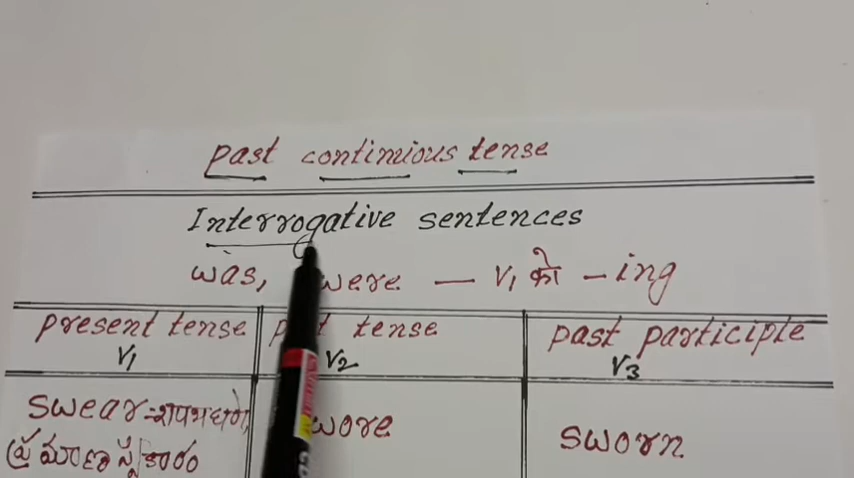 past continious tense
Interrogative sentences
was, were — V1 को - ing
present tense tense past participle
V1 V2 V3
swear = wore sworn